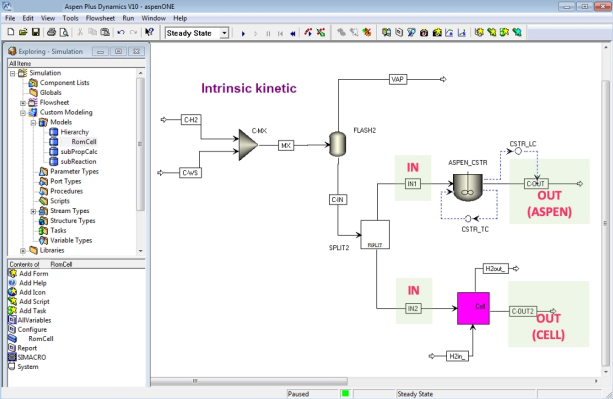 Aspen Plus Dynamics V10 - aspenONE
File Edit View Tools Flowsheet Run Window Help
Steady State
Exploring - Simulation
All Items
Simulation
Component Lists
Globals
Flowsheet
Custom Modeling
Models
Hierarchy
RomCell
subPropCalc
subReaction
Parameter Types
Port Types
Procedures
Scripts
Stream Types
Structure Types
Tasks
Variable Types
Libraries
Contents of RomCell
Add Form
Add Help
Add Icon
Add Script
Add Task
AllVariables
Configure
RomCell
Report
SIMACRO
System
Intrinsic kinetic
VAP
C-H2
C-MX
FLASH2
MX
C-WS
CSTR_LC
IN
ASPEN_CSTR
IN1
C-OUT
OUT
(ASPEN)
C-IN
CSTR_TC
SPLIT2
FSPLIT
H2out_
IN
IN2
Cell
C-OUT2
OUT
(CELL)
H2in_
Paused
Steady State